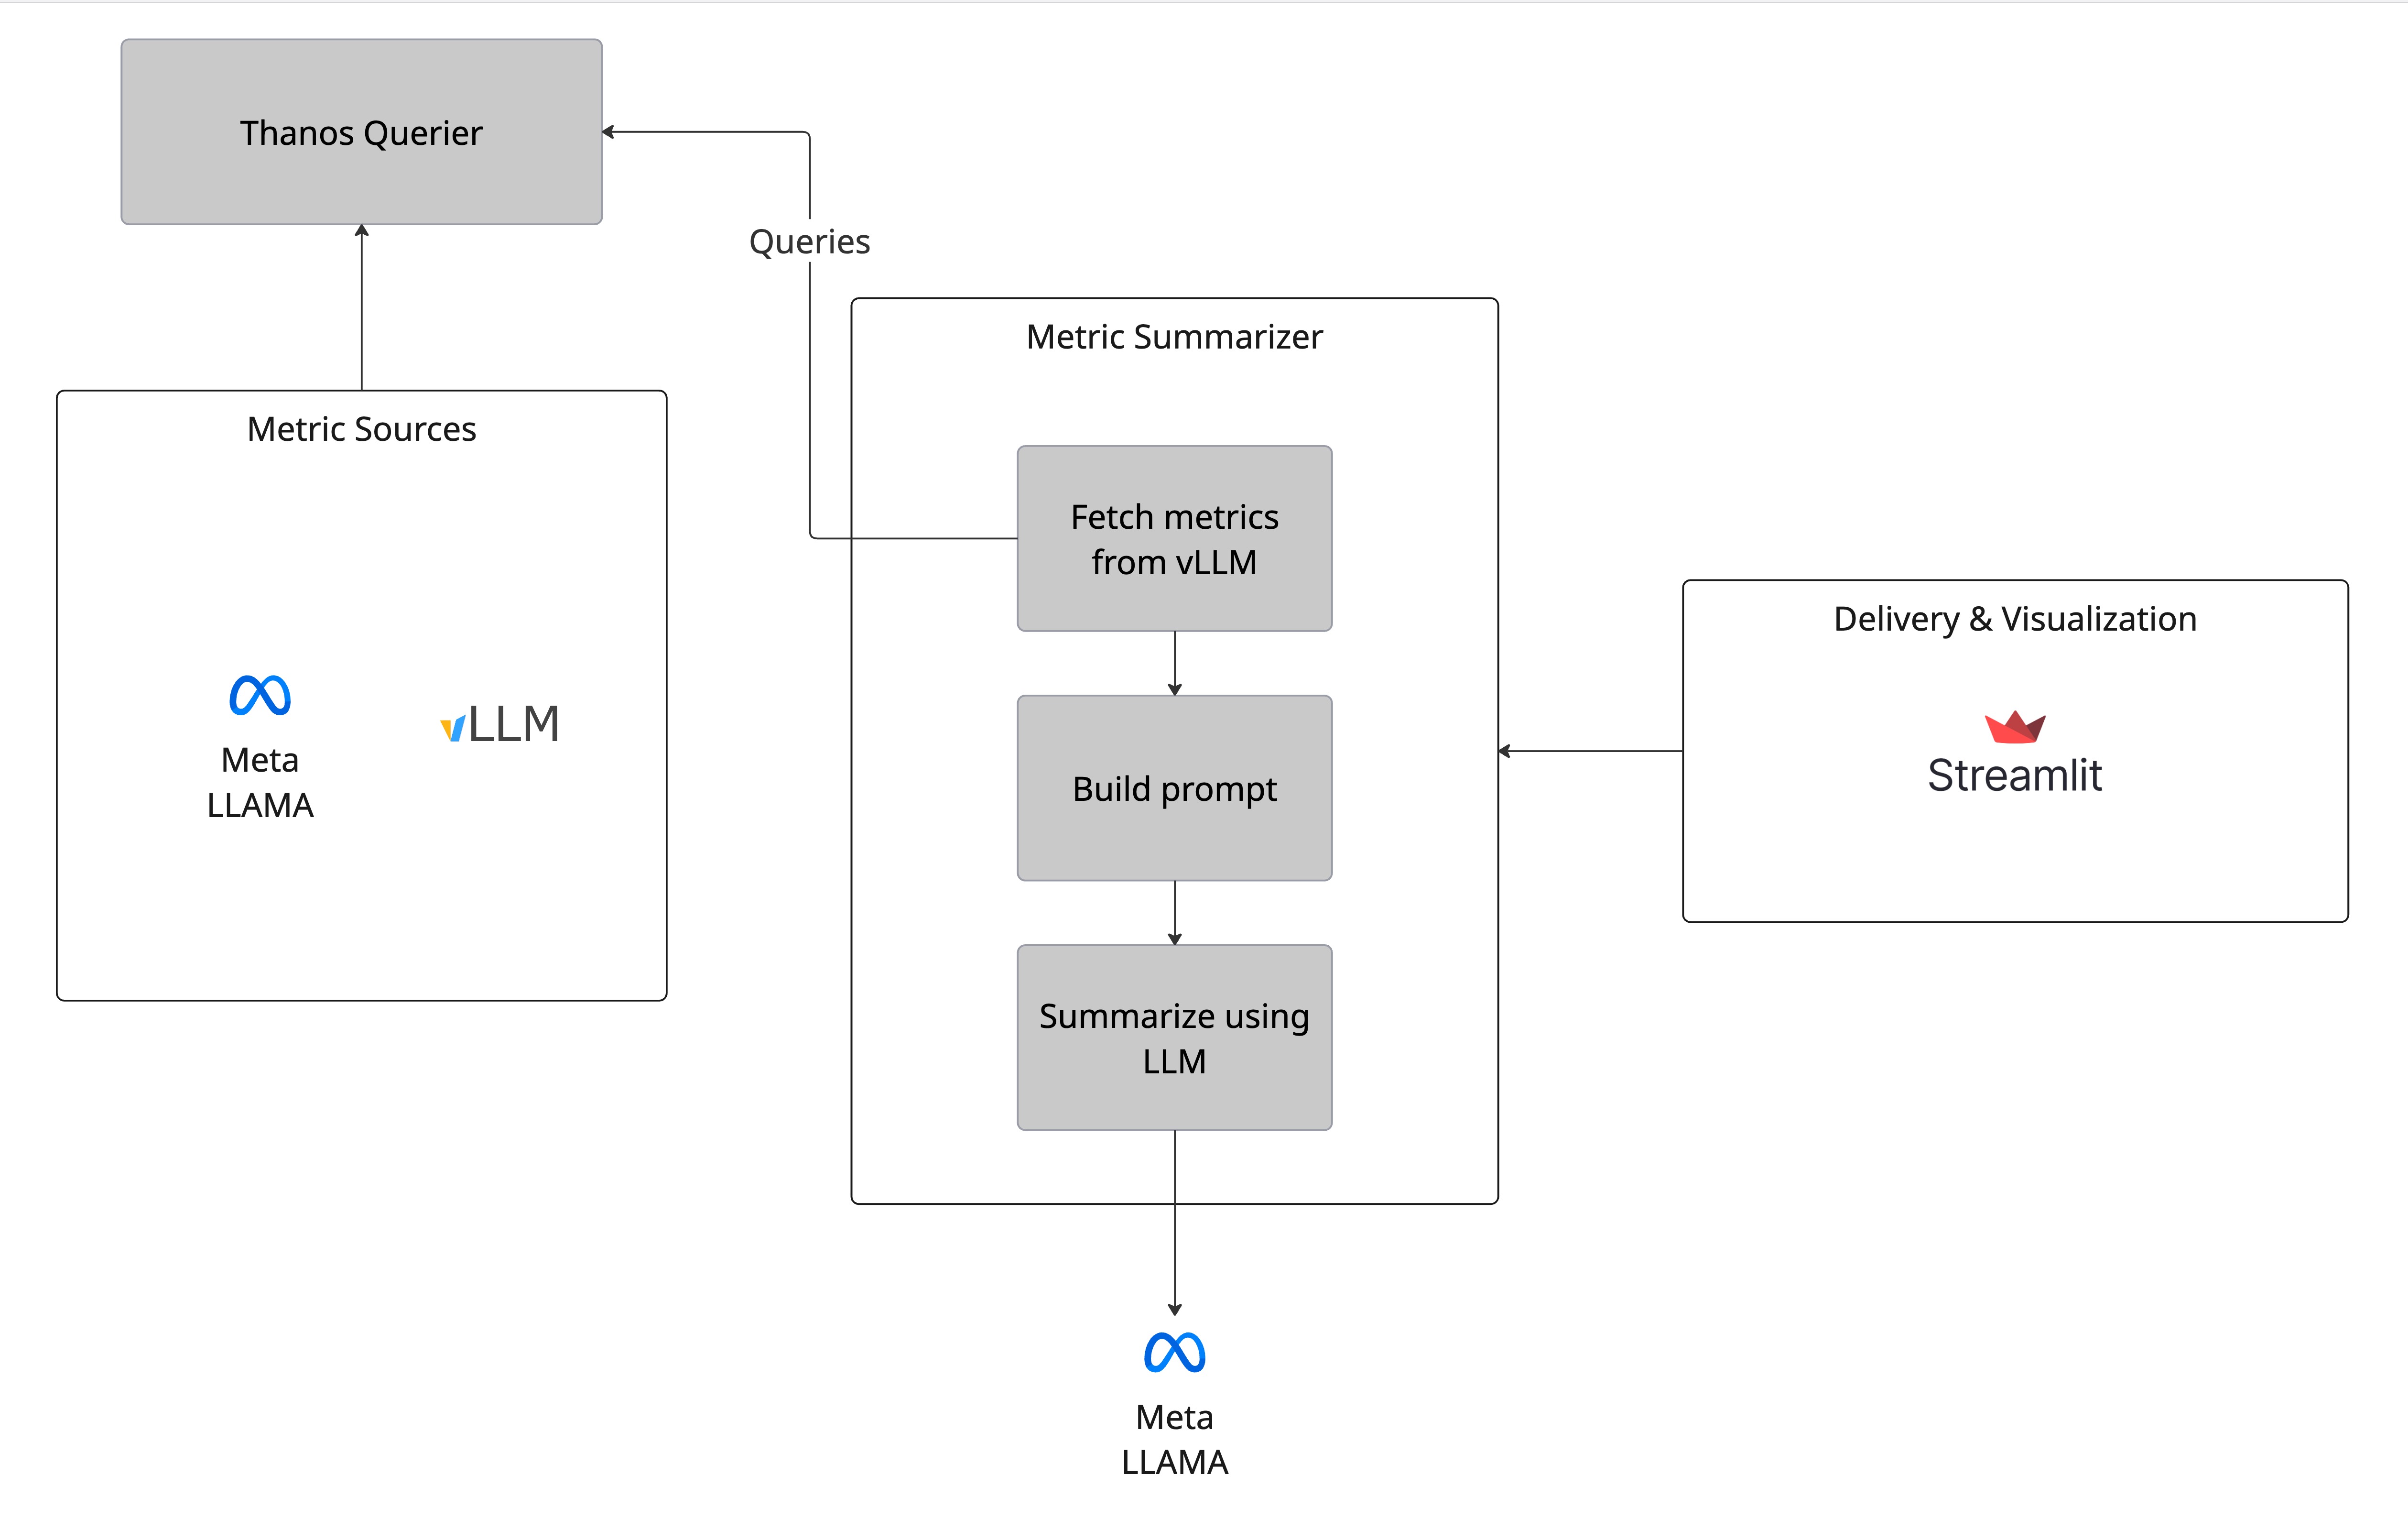 Thanos Querier
Queries
Metric Summarizer
Metric Sources
Fetch metrics
from vLLM
Delivery & Visualization
Meta
LLAMA
vLLM
Build prompt
Streamlit
Summarize using
LLM
Meta
LLAMA